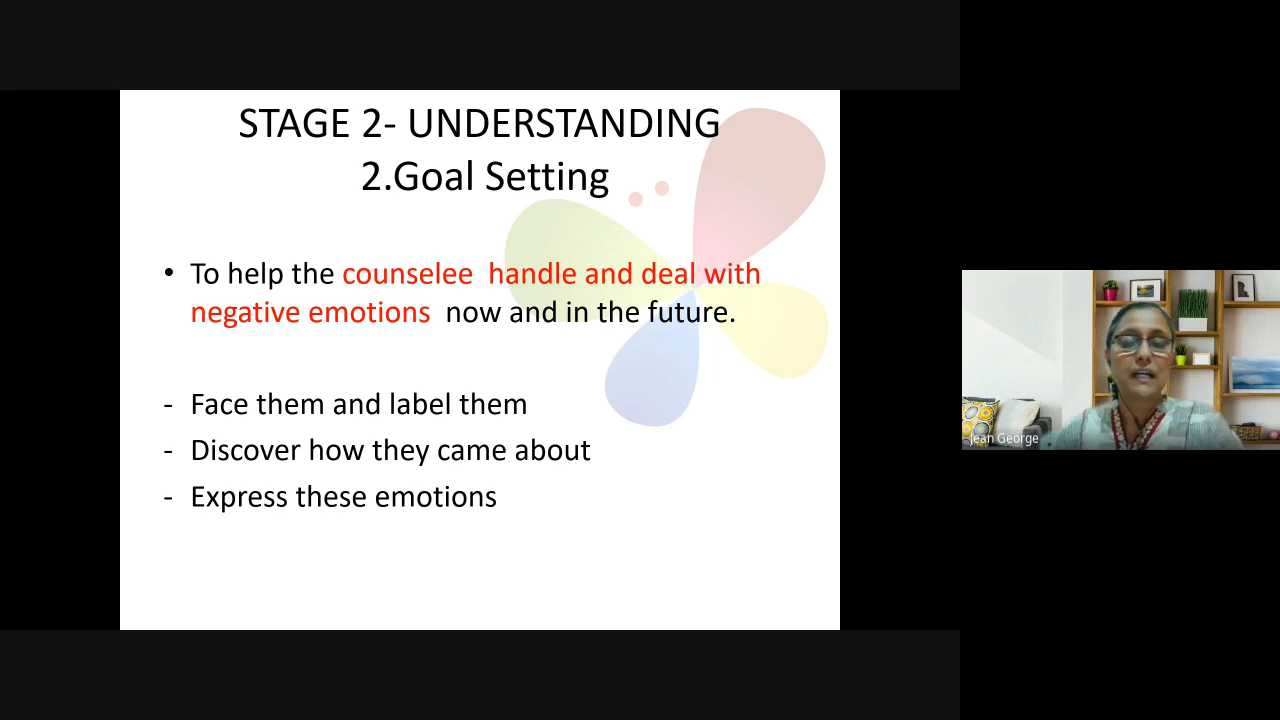 STAGE 2- UNDERSTANDING
2.Goal Setting
• To help the counselee handle and deal with
negative emotions now and in the future.
- Face them and label them
- Discover how they came about
- Express these emotions
Jean George